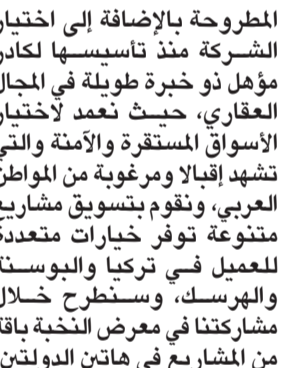 المطروحة بالإضافة إلى اختيار
الشركة منذ تأسيسها لكادر
مؤهل ذو خبرة طويلة في المجال
العقاري، حيث نعمد لاختيار
الأسواق المستقرة والآمنة والتي
تشهد إقبالا ومرغوبة من المواطن
العربي، ونقوم بتسويق مشاريع
متنوعة توفر خيارات متعددة
للعميل في تركيا والبوسنة
والهرسك، وسنطرح خلال
مشاركتنا في معرض النخبة باقة
من المشاريع في هاتين الدولتين